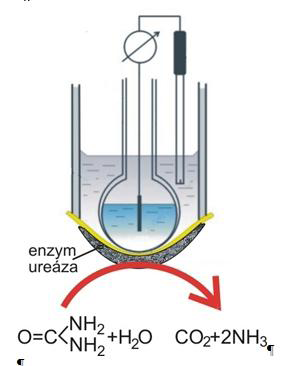 enzym
ureáza
O=C<NH₂ NH₂+H₂O CO₂+2NH₃¶
¶